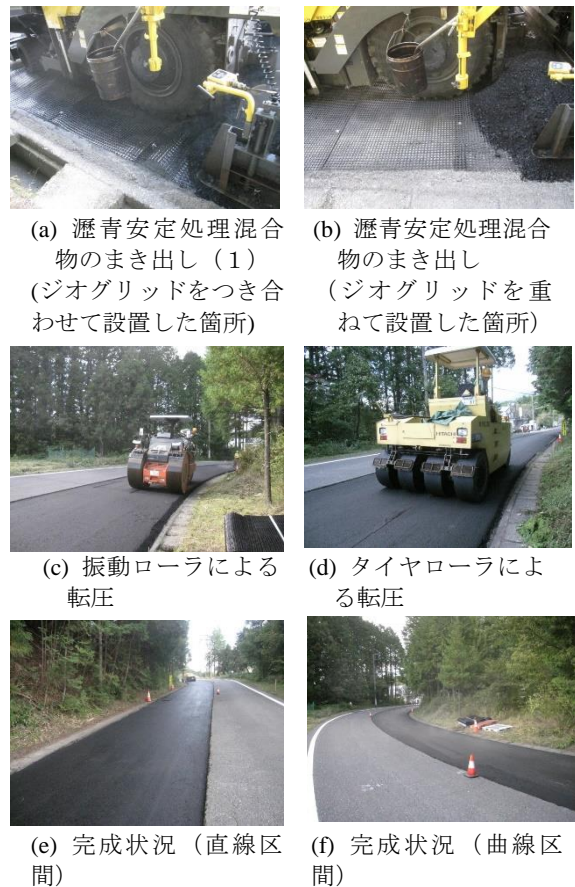 (a) 瀝青安定処理混合
物のまき出し（１）
(ジオグリッドをつき合
わせて設置した箇所)
(b) 瀝青安定処理混合
物のまき出し
（ジオグリッドを重
ねて設置した箇所）
HITACHI
(c) 振動ローラによる
転圧
(d) タイヤローラによ
る転圧
(e) 完成状況（直線区
間）
(f) 完成状況（曲線区
間）